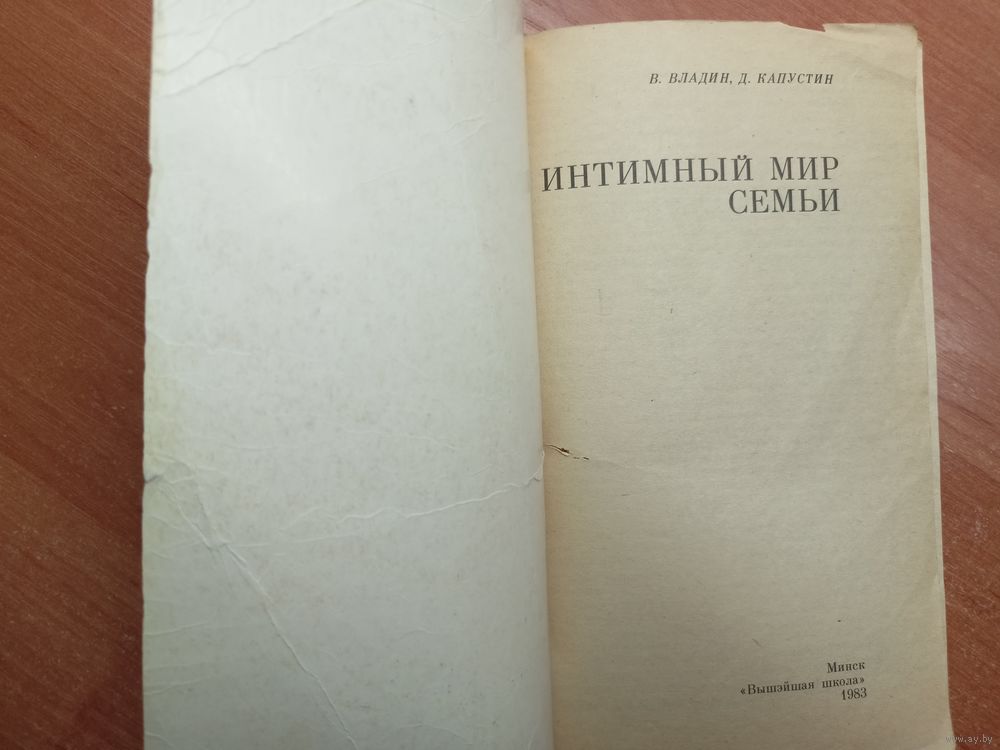 В. ВЛАДИН, Д. КАПУСТИН
ИНТИМНЫЙ МИР
СЕМЬИ
Минск
«Вышэйшая школа»
1983
www.ay.by